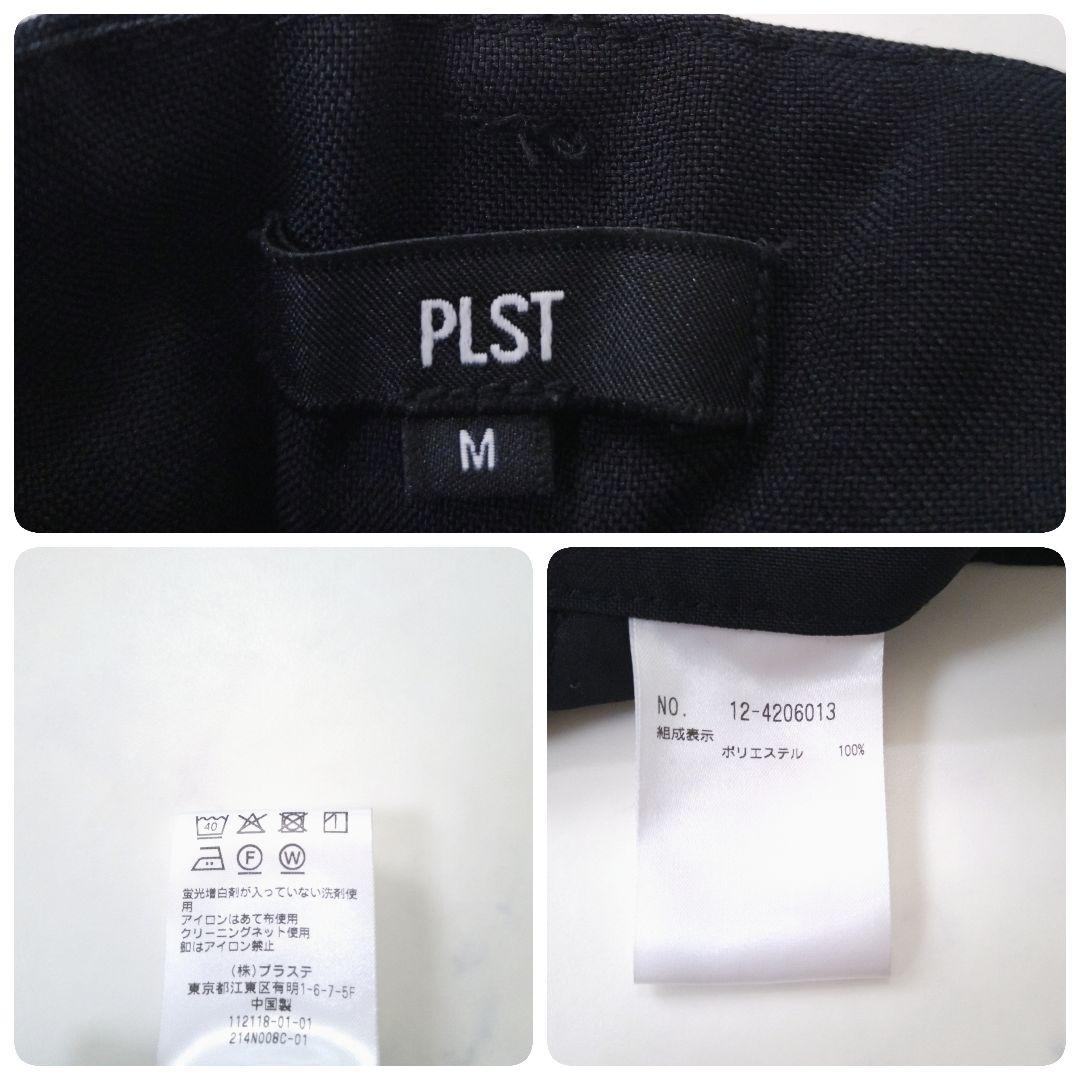 PLST
M
40
F W
蛍光増白剤が入っていない洗剤使
用
アイロンはあて布使用
クリーニングネット使用
釦はアイロン禁止
(株)プラステ
東京都江東区有明1-6-7-5F
中国製
112118-01-01
214N008C-01
NO. 12-4206013
組成表示
ポリエステル 100%